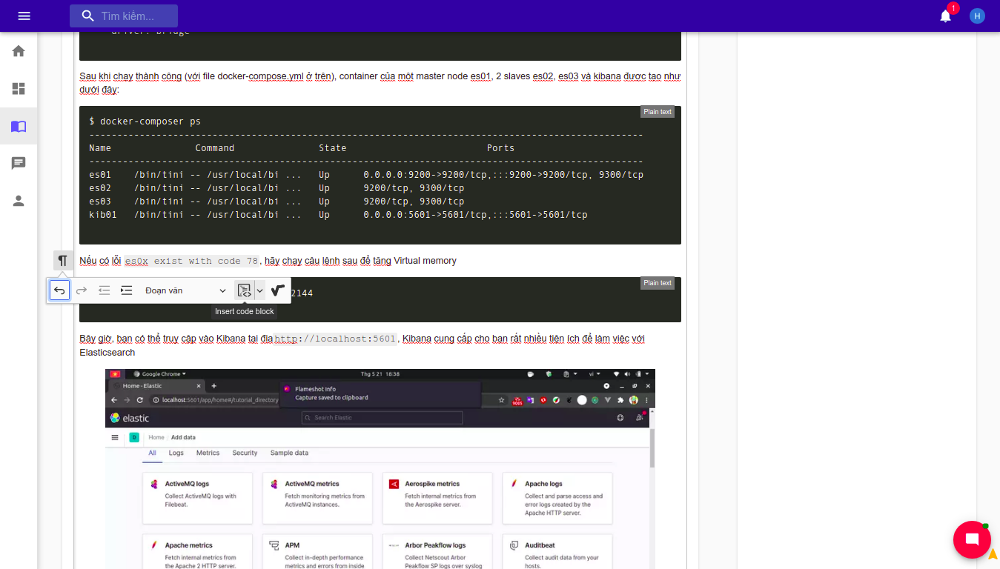 Tìm kiếm...
1
H
driver: bridge
Sau khi chạy thành công (với file docker-compose.yml ở trên), container của một master node es01, 2 slaves es02, es03 và kibana được tạo như
dưới đây:
Plain text
$ docker-composer ps
---------------------------------------------------------------------------------------------------
Name Command State Ports
---------------------------------------------------------------------------------------------------
es01 /bin/tini -- /usr/local/bi ... Up 0.0.0.0:9200->9200/tcp,:::9200->9200/tcp, 9300/tcp
es02 /bin/tini -- /usr/local/bi ... Up 9200/tcp, 9300/tcp
es03 /bin/tini -- /usr/local/bi ... Up 9200/tcp, 9300/tcp
kib01 /bin/tini -- /usr/local/bi ... Up 0.0.0.0:5601->5601/tcp,:::5601->5601/tcp
Nếu có lỗi es0x exist with code 78, hãy chạy câu lệnh sau để tăng Virtual memory
Plain text
Đoạn văn
2144
Insert code block
Bây giờ, bạn có thể truy cập vào Kibana tại địa http://localhost:5601, Kibana cung cấp cho bạn rất nhiều tiện ích để làm việc với
Elasticsearch
Google Chrome Thg 5 21 18:38 vi
Home - Elastic
Flameshot Info
Capture saved to clipboard
localhost:5601/app/home#/tutorial_directory
elastic Search Elastic
D Home Add data
All Logs Metrics Security Sample data
ActiveMQ logs ActiveMQ metrics Aerospike metrics Apache logs
Collect ActiveMQ logs with Fetch monitoring metrics from Fetch internal metrics from Collect and parse access and
Filebeat. ActiveMQ instances. the Aerospike server. error logs created by the
Apache HTTP server.
Apache metrics APM Arbor Peakflow logs Auditbeat
Fetch internal metrics from Collect in-depth performance Collect Netscout Arbor Collect audit data from your
the Apache 2 HTTP server. metrics and errors from inside Peakflow SP logs over syslog hosts.